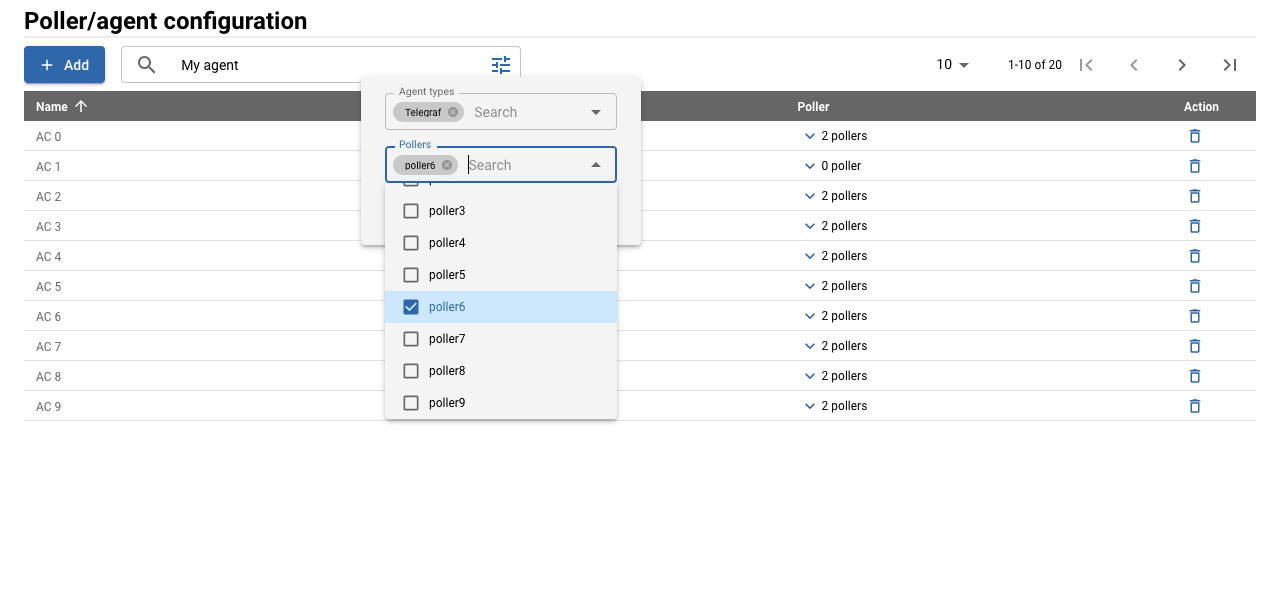 Poller/agent configuration
Add
My agent
10
1-10 of 20
Name
Poller
Action
Agent types
Telegraf
Search
Pollers
poller6
Search
poller3
poller4
poller5
poller6
poller7
poller8
poller9
AC 0
2 pollers
AC 1
0 poller
AC 2
2 pollers
AC 3
2 pollers
AC 4
2 pollers
AC 5
2 pollers
AC 6
2 pollers
AC 7
2 pollers
AC 8
2 pollers
AC 9
2 pollers